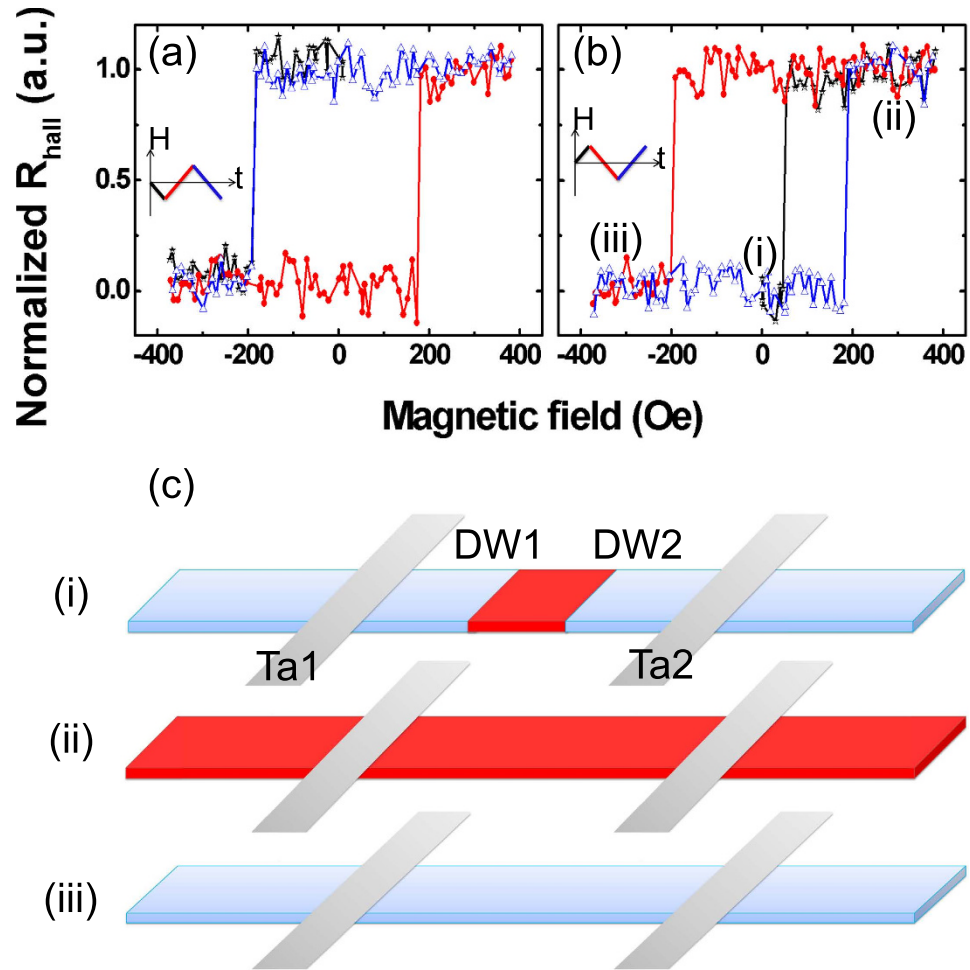 (a)
(b)
Normalized R_hall (a.u.)
1.0
0.5
0.0
H
t
H
t
(ii)
(iii)
(i)
-400 -200 0 200 400
-400 -200 0 200 400
Magnetic field (Oe)
(c)
DW1 DW2
(i)
Ta1 Ta2
(ii)
(iii)